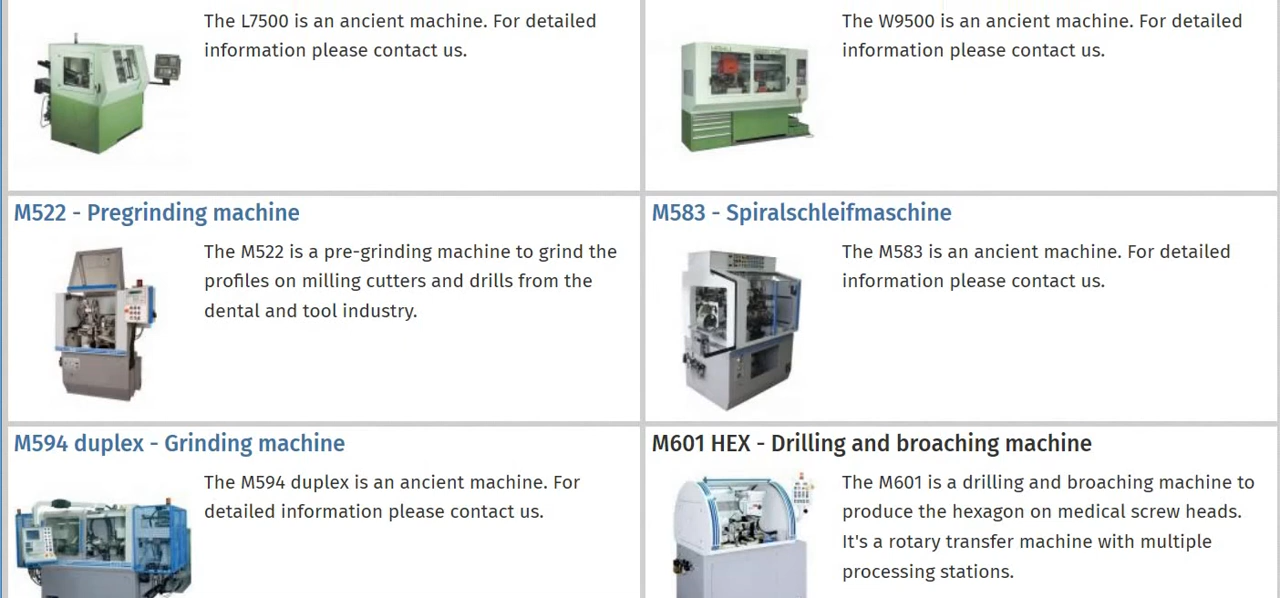 The L7500 is an ancient machine. For detailed
information please contact us.
The W9500 is an ancient machine. For detailed
information please contact us.
M522 - Pregrinding machine
The M522 is a pre-grinding machine to grind the
profiles on milling cutters and drills from the
dental and tool industry.
M583 - Spiralschleifmaschine
The M583 is an ancient machine. For detailed
information please contact us.
M594 duplex - Grinding machine
The M594 duplex is an ancient machine. For
detailed information please contact us.
M601 HEX - Drilling and broaching machine
The M601 is a drilling and broaching machine to
produce the hexagon on medical screw heads.
It's a rotary transfer machine with multiple
processing stations.